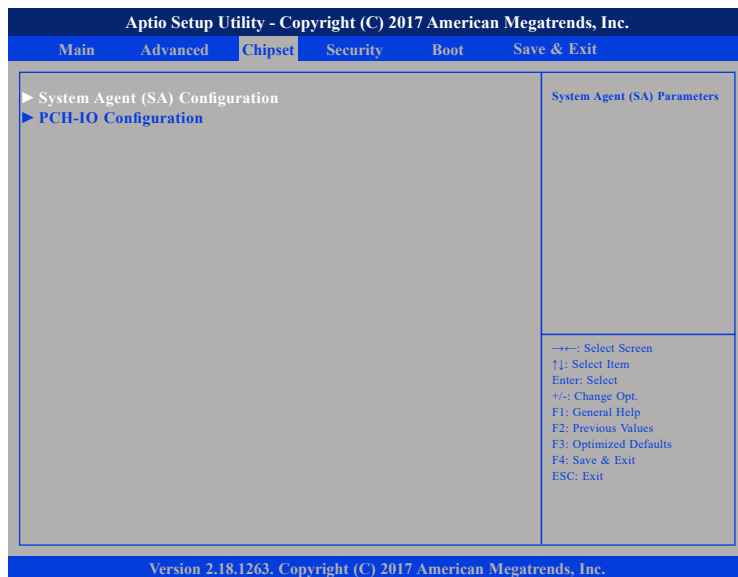 Aptio Setup Utility - Copyright (C) 2017 American Megatrends, Inc.
Main Advanced Chipset Security Boot Save & Exit
► System Agent (SA) Configuration
► PCH-IO Configuration
System Agent (SA) Parameters
→←: Select Screen
↑↓: Select Item
Enter: Select
+/-: Change Opt.
F1: General Help
F2: Previous Values
F3: Optimized Defaults
F4: Save & Exit
ESC: Exit
Version 2.18.1263. Copyright (C) 2017 American Megatrends, Inc.